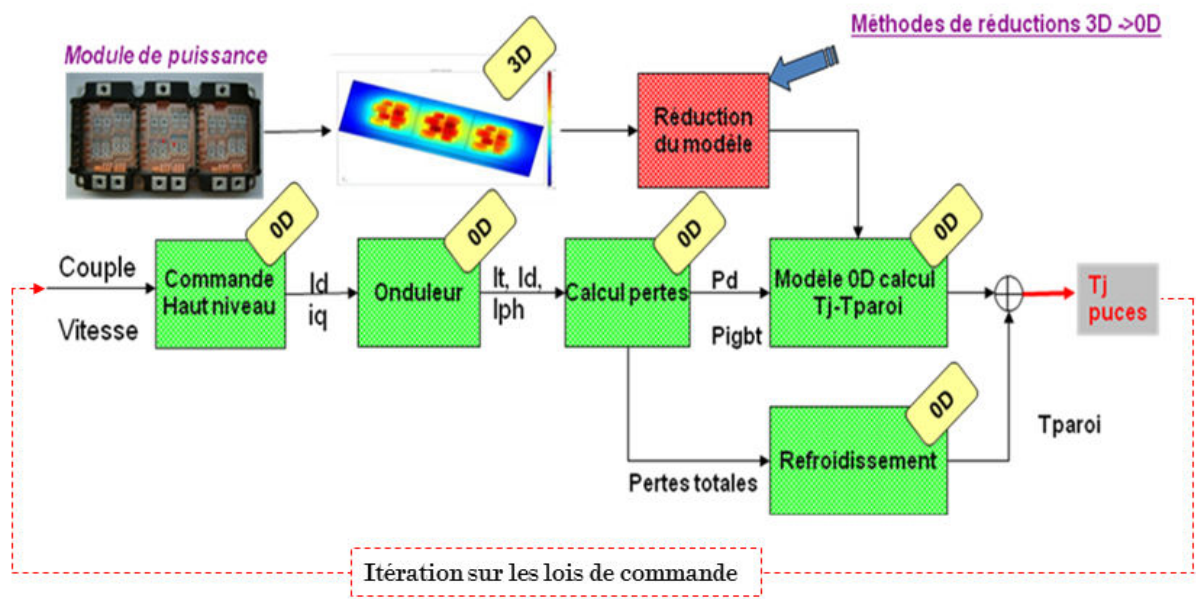 Méthodes de réductions 3D ->0D
Module de puissance
3D
Réduction
du modèle
0D
0D
0D
0D
Couple
Vitesse
Commande
Haut niveau
Id
iq
Onduleur
It, Id,
Iph
Calcul pertes
Pd
Pigbt
Modèle 0D calcul
Tj-Tparoi
Tj
puces
0D
Tparoi
Refroidissement
Pertes totales
Itération sur les lois de commande